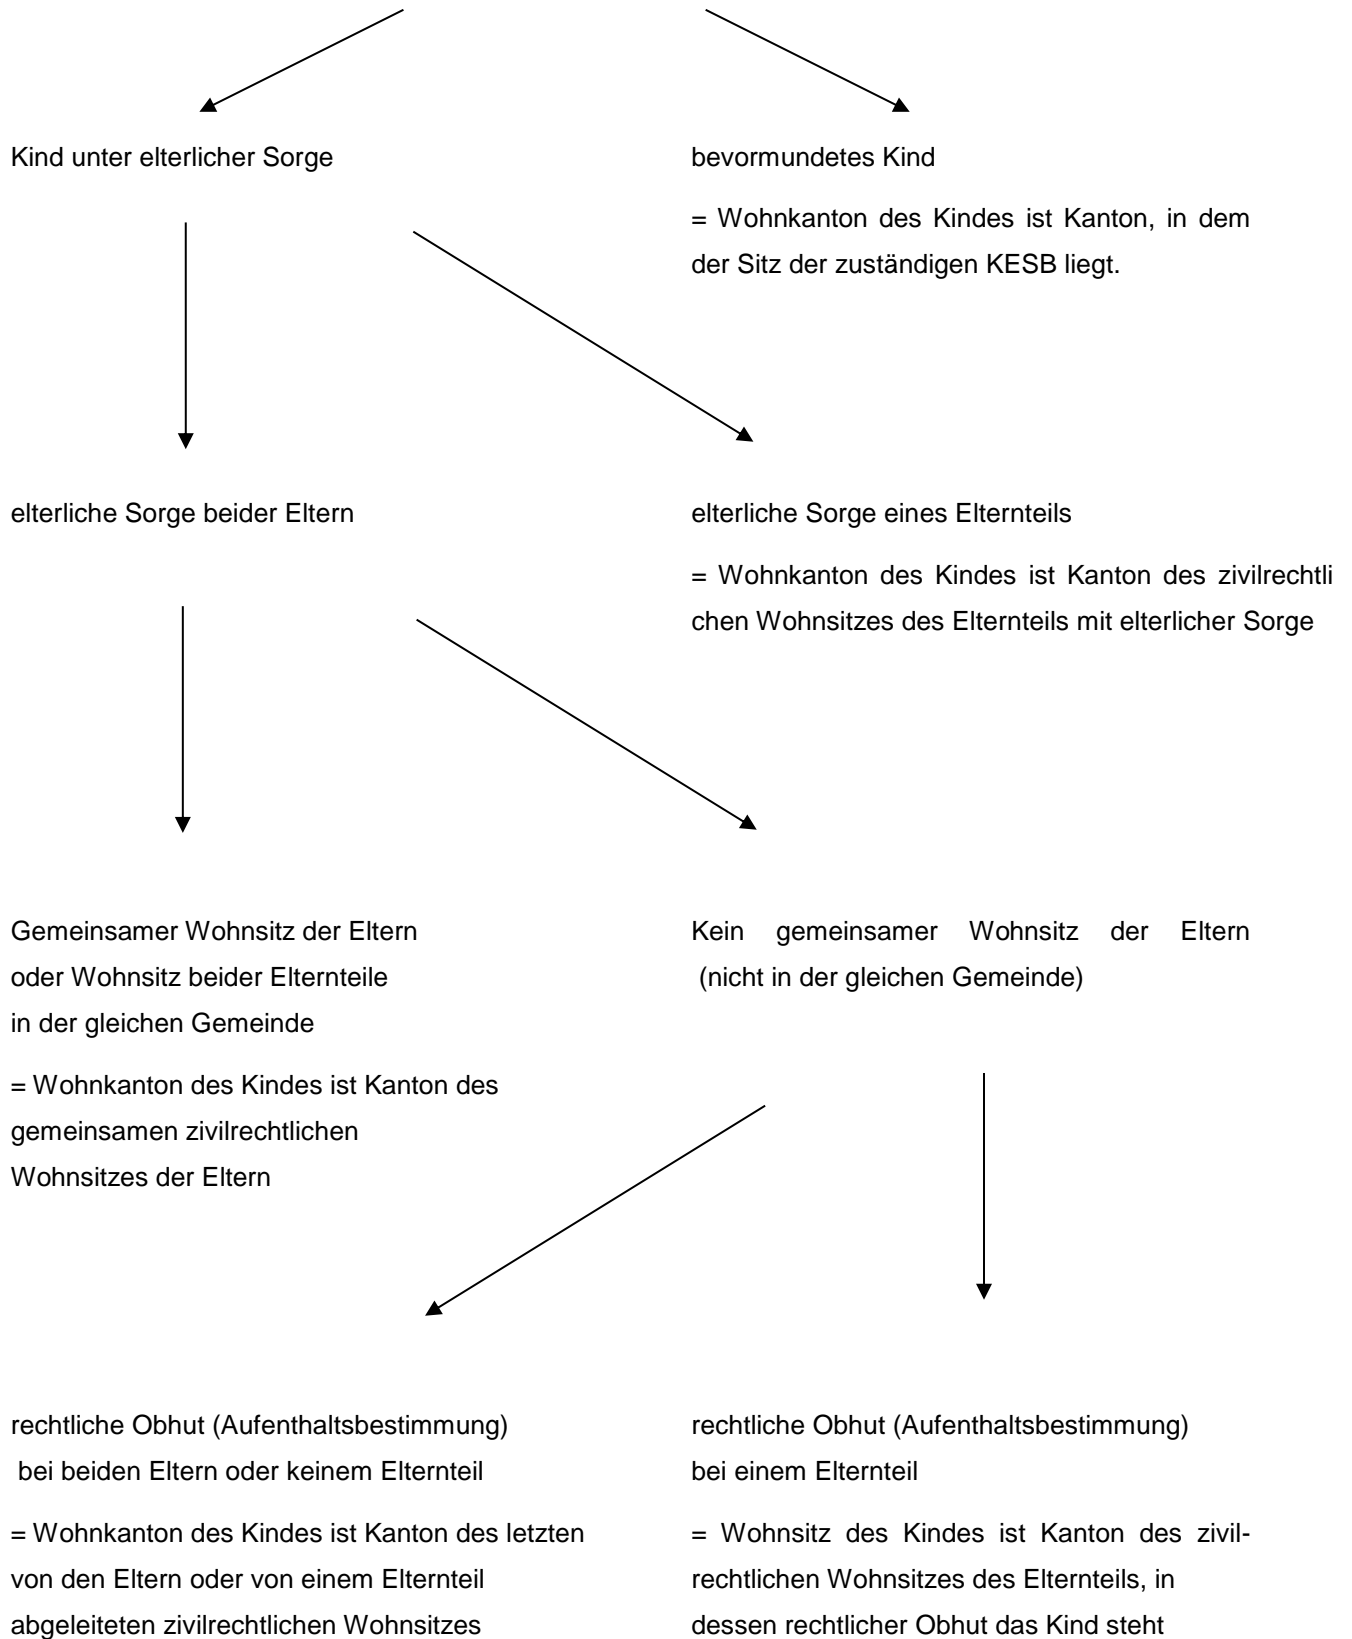 Kind unter elterlicher Sorge
bevormundetes Kind
= Wohnkanton des Kindes ist Kanton, in dem
der Sitz der zuständigen KESB liegt.
elterliche Sorge beider Eltern
elterliche Sorge eines Elternteils
= Wohnkanton des Kindes ist Kanton des zivilrechtli
chen Wohnsitzes des Elternteils mit elterlicher Sorge
Gemeinsamer Wohnsitz der Eltern
oder Wohnsitz beider Elternteile
in der gleichen Gemeinde
= Wohnkanton des Kindes ist Kanton des
gemeinsamen zivilrechtlichen
Wohnsitzes der Eltern
Kein gemeinsamer Wohnsitz der Eltern
(nicht in der gleichen Gemeinde)
rechtliche Obhut (Aufenthaltsbestimmung)
bei beiden Eltern oder keinem Elternteil
= Wohnkanton des Kindes ist Kanton des letzten
von den Eltern oder von einem Elternteil
abgeleiteten zivilrechtlichen Wohnsitzes
rechtliche Obhut (Aufenthaltsbestimmung)
bei einem Elternteil
= Wohnsitz des Kindes ist Kanton des zivil-
rechtlichen Wohnsitzes des Elternteils, in
dessen rechtlicher Obhut das Kind steht